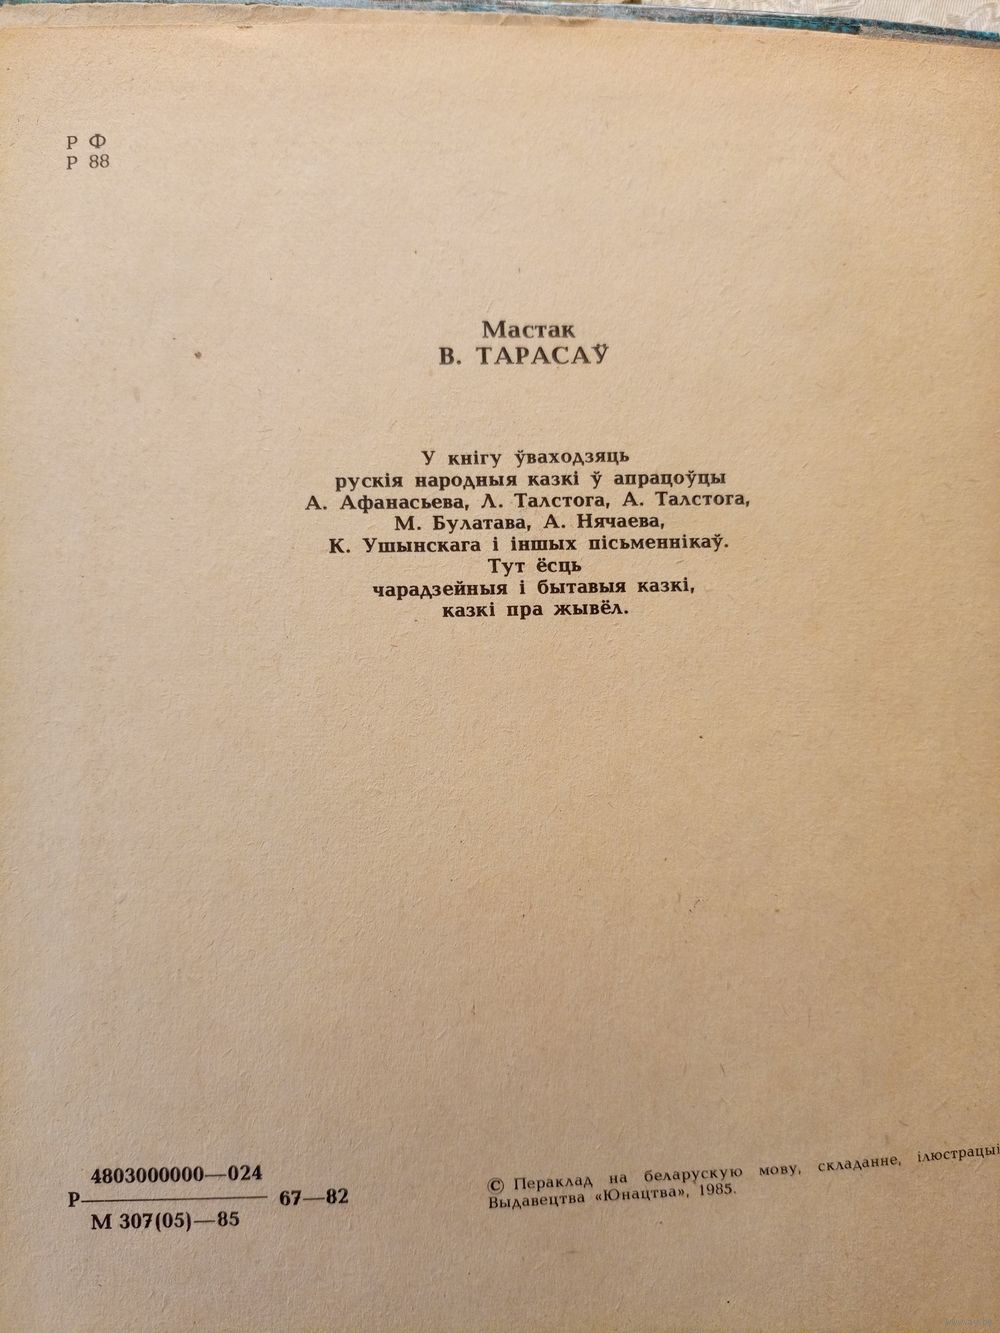 Р Ф
Р 88
Мастак
В. ТАРАСАЎ
У кнігу ўваходзяць
рускія народныя казкі ў апрацоўцы
А. Афанасьева, Л. Талстога, А. Талстога,
М. Булатава, А. Нячаева,
К. Ушынскага і іншых пісьменнікаў.
Тут ёсць
чарадзейныя і бытавыя казкі,
казкі пра жывёл.
4803000000—024
Р 67—82
М 307(05)—85
© Пераклад на беларускую мову, складанне, ілюстрацыі
Выдавецтва «Юнацтва», 1985.